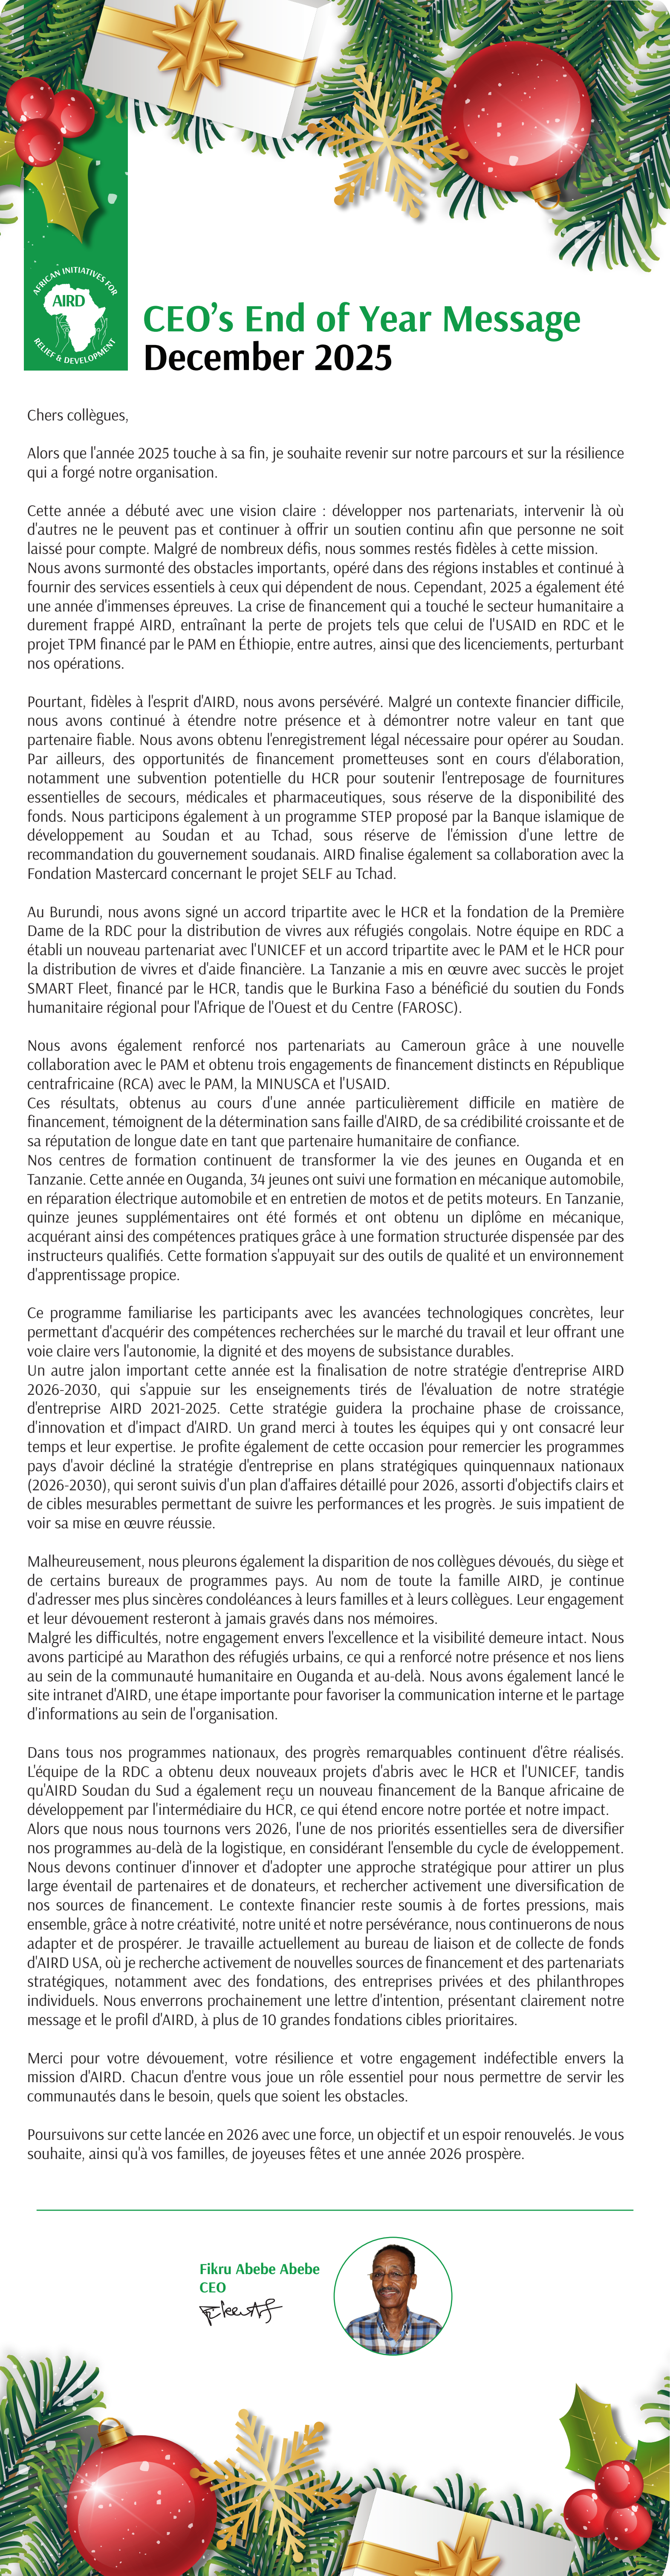 AFRICAN INITIATIVES FOR
AIRD
RELIEF & DEVELOPMENT
CEO’s End of Year Message
December 2025
Chers collègues,
Alors que l'année 2025 touche à sa fin, je souhaite revenir sur notre parcours et sur la résilience
qui a forgé notre organisation.
Cette année a débuté avec une vision claire : développer nos partenariats, intervenir là où
d'autres ne le peuvent pas et continuer à offrir un soutien continu afin que personne ne soit
laissé pour compte. Malgré de nombreux défis, nous sommes restés fidèles à cette mission.
Nous avons surmonté des obstacles importants, opéré dans des régions instables et continué à
fournir des services essentiels à ceux qui dépendent de nous. Cependant, 2025 a également été
une année d'immenses épreuves. La crise de financement qui a touché le secteur humanitaire a
durement frappé AIRD, entraînant la perte de projets tels que celui de l'USAID en RDC et le
projet TPM financé par le PAM en Éthiopie, entre autres, ainsi que des licenciements, perturbant
nos opérations.
Pourtant, fidèles à l'esprit d'AIRD, nous avons persévéré. Malgré un contexte financier difficile,
nous avons continué à étendre notre présence et à démontrer notre valeur en tant que
partenaire fiable. Nous avons obtenu l'enregistrement légal nécessaire pour opérer au Soudan.
Par ailleurs, des opportunités de financement prometteuses sont en cours d'élaboration,
notamment une subvention potentielle du HCR pour soutenir l'entreposage de fournitures
essentielles de secours, médicales et pharmaceutiques, sous réserve de la disponibilité des
fonds. Nous participons également à un programme STEP proposé par la Banque islamique de
développement au Soudan et au Tchad, sous réserve de l'émission d'une lettre de
recommandation du gouvernement soudanais. AIRD finalise également sa collaboration avec la
Fondation Mastercard concernant le projet SELF au Tchad.
Au Burundi, nous avons signé un accord tripartite avec le HCR et la fondation de la Première
Dame de la RDC pour la distribution de vivres aux réfugiés congolais. Notre équipe en RDC a
établi un nouveau partenariat avec l'UNICEF et un accord tripartite avec le PAM et le HCR pour
la distribution de vivres et d'aide financière. La Tanzanie a mis en œuvre avec succès le projet
SMART Fleet, financé par le HCR, tandis que le Burkina Faso a bénéficié du soutien du Fonds
humanitaire régional pour l'Afrique de l'Ouest et du Centre (FAROSC).
Nous avons également renforcé nos partenariats au Cameroun grâce à une nouvelle
collaboration avec le PAM et obtenu trois engagements de financement distincts en République
centrafricaine (RCA) avec le PAM, la MINUSCA et l'USAID.
Ces résultats, obtenus au cours d'une année particulièrement difficile en matière de
financement, témoignent de la détermination sans faille d'AIRD, de sa crédibilité croissante et de
sa réputation de longue date en tant que partenaire humanitaire de confiance.
Nos centres de formation continuent de transformer la vie des jeunes en Ouganda et en
Tanzanie. Cette année en Ouganda, 34 jeunes ont suivi une formation en mécanique automobile,
en réparation électrique automobile et en entretien de motos et de petits moteurs. En Tanzanie,
quinze jeunes supplémentaires ont été formés et ont obtenu un diplôme en mécanique,
acquérant ainsi des compétences pratiques grâce à une formation structurée dispensée par des
instructeurs qualifiés. Cette formation s'appuyait sur des outils de qualité et un environnement
d'apprentissage propice.
Ce programme familiarise les participants avec les avancées technologiques concrètes, leur
permettant d'acquérir des compétences recherchées sur le marché du travail et leur offrant une
voie claire vers l'autonomie, la dignité et des moyens de subsistance durables.
Un autre jalon important cette année est la finalisation de notre stratégie d'entreprise AIRD
2026-2030, qui s'appuie sur les enseignements tirés de l'évaluation de notre stratégie
d'entreprise AIRD 2021-2025. Cette stratégie guidera la prochaine phase de croissance,
d'innovation et d'impact d'AIRD. Un grand merci à toutes les équipes qui y ont consacré leur
temps et leur expertise. Je profite également de cette occasion pour remercier les programmes
pays d'avoir décliné la stratégie d'entreprise en plans stratégiques quinquennaux nationaux
(2026-2030), qui seront suivis d'un plan d'affaires détaillé pour 2026, assorti d'objectifs clairs et
de cibles mesurables permettant de suivre les performances et les progrès. Je suis impatient de
voir sa mise en œuvre réussie.
Malheureusement, nous pleurons également la disparition de nos collègues dévoués, du siège et
de certains bureaux de programmes pays. Au nom de toute la famille AIRD, je continue
d'adresser mes plus sincères condoléances à leurs familles et à leurs collègues. Leur engagement
et leur dévouement resteront à jamais gravés dans nos mémoires.
Malgré les difficultés, notre engagement envers l'excellence et la visibilité demeure intact. Nous
avons participé au Marathon des réfugiés urbains, ce qui a renforcé notre présence et nos liens
au sein de la communauté humanitaire en Ouganda et au-delà. Nous avons également lancé le
site intranet d'AIRD, une étape importante pour favoriser la communication interne et le partage
d'informations au sein de l'organisation.
Dans tous nos programmes nationaux, des progrès remarquables continuent d'être réalisés.
L'équipe de la RDC a obtenu deux nouveaux projets d'abris avec le HCR et l'UNICEF, tandis
qu'AIRD Soudan du Sud a également reçu un nouveau financement de la Banque africaine de
développement par l'intermédiaire du HCR, ce qui étend encore notre portée et notre impact.
Alors que nous nous tournons vers 2026, l'une de nos priorités essentielles sera de diversifier
nos programmes au-delà de la logistique, en considérant l'ensemble du cycle de éveloppement.
Nous devons continuer d'innover et d'adopter une approche stratégique pour attirer un plus
large éventail de partenaires et de donateurs, et rechercher activement une diversification de
nos sources de financement. Le contexte financier reste soumis à de fortes pressions, mais
ensemble, grâce à notre créativité, notre unité et notre persévérance, nous continuerons de nous
adapter et de prospérer. Je travaille actuellement au bureau de liaison et de collecte de fonds
d'AIRD USA, où je recherche activement de nouvelles sources de financement et des partenariats
stratégiques, notamment avec des fondations, des entreprises privées et des philanthropes
individuels. Nous enverrons prochainement une lettre d'intention, présentant clairement notre
message et le profil d'AIRD, à plus de 10 grandes fondations cibles prioritaires.
Merci pour votre dévouement, votre résilience et votre engagement indéfectible envers la
mission d'AIRD. Chacun d'entre vous joue un rôle essentiel pour nous permettre de servir les
communautés dans le besoin, quels que soient les obstacles.
Poursuivons sur cette lancée en 2026 avec une force, un objectif et un espoir renouvelés. Je vous
souhaite, ainsi qu'à vos familles, de joyeuses fêtes et une année 2026 prospère.
Fikru Abebe Abebe
CEO